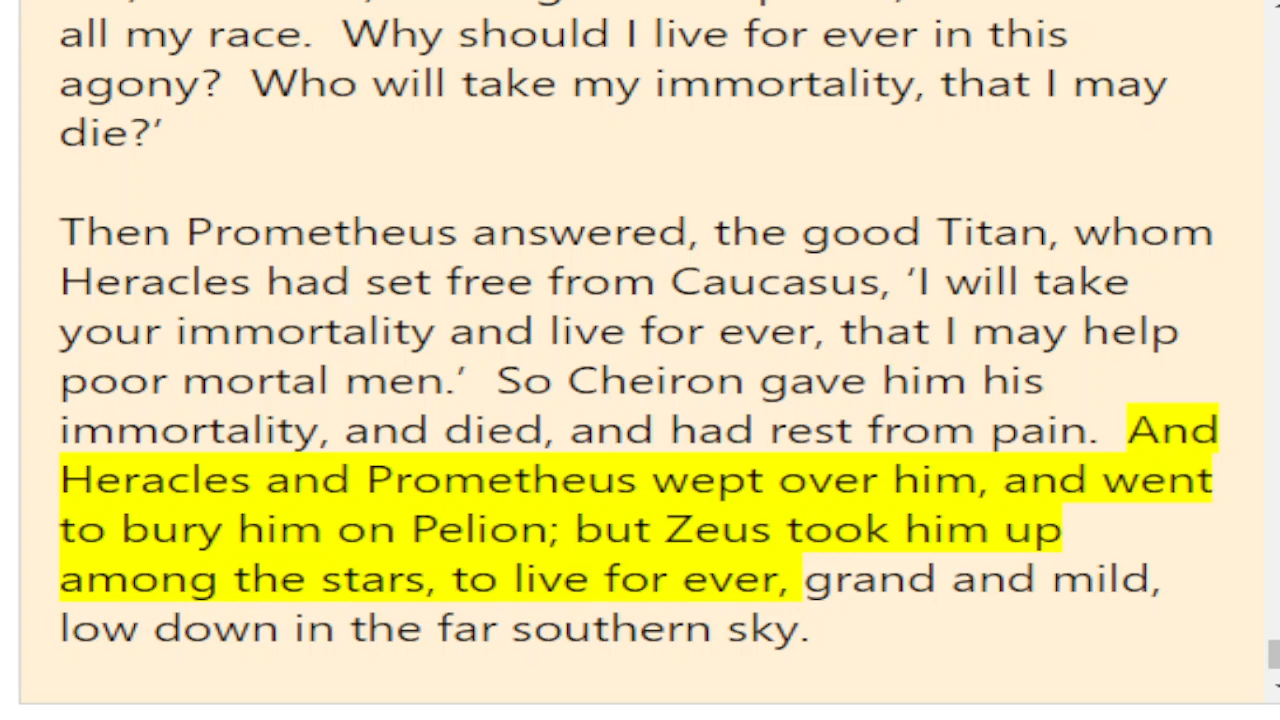 all my race.  Why should I live for ever in this
agony?  Who will take my immortality, that I may
die?’
Then Prometheus answered, the good Titan, whom
Heracles had set free from Caucasus, ‘I will take
your immortality and live for ever, that I may help
poor mortal men.’  So Cheiron gave him his
immortality, and died, and had rest from pain.  And
Heracles and Prometheus wept over him, and went
to bury him on Pelion; but Zeus took him up
among the stars, to live for ever, grand and mild,
low down in the far southern sky.